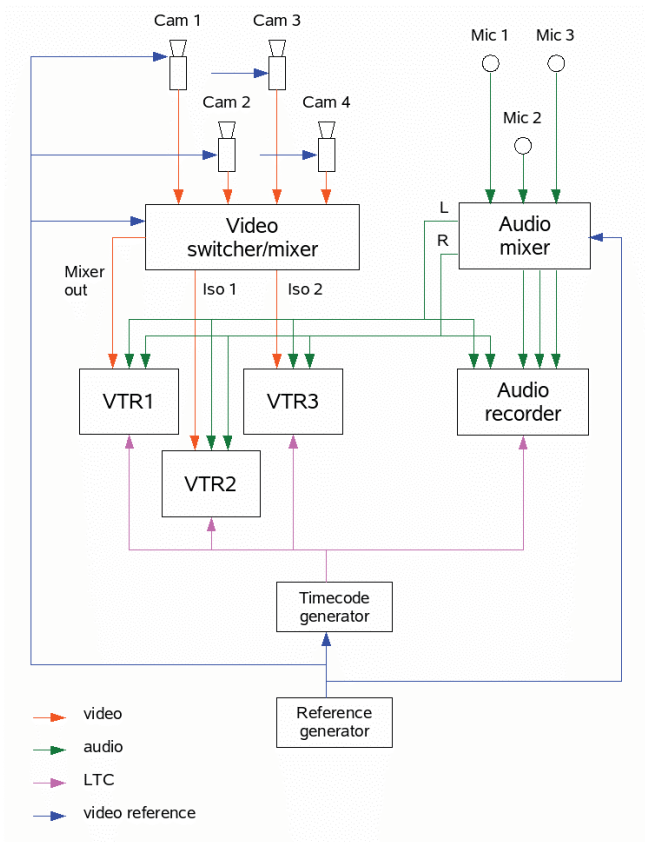 Cam 1
Cam 3
Mic 1
Mic 3
Cam 2
Cam 4
Mic 2
L
R
Video
switcher/mixer
Audio
mixer
Mixer
out
Iso 1
Iso 2
VTR1
VTR3
Audio
recorder
VTR2
Timecode
generator
Reference
generator
video
audio
LTC
video reference